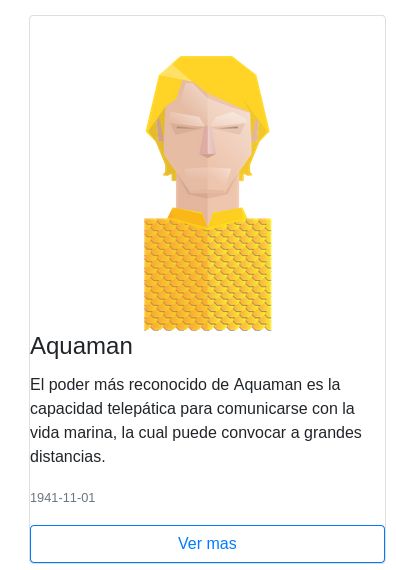 Aquaman
El poder más reconocido de Aquaman es la
capacidad telepática para comunicarse con la
vida marina, la cual puede convocar a grandes
distancias.
1941-11-01
Ver mas